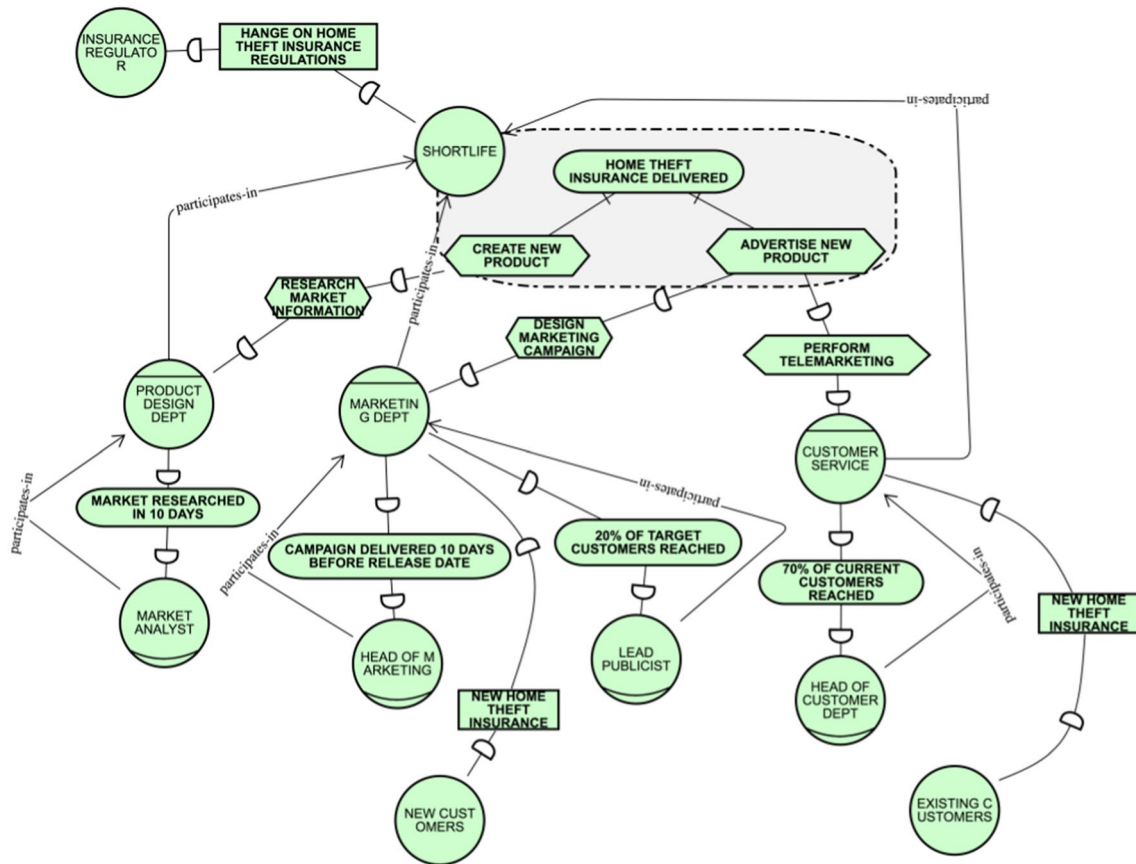 INSURANCE
REGULATO
R
HANGE ON HOME
THEFT INSURANCE
REGULATIONS
participates-in
SHORTLIFE
HOME THEFT
INSURANCE DELIVERED
participates-in
CREATE NEW
PRODUCT
ADVERTISE NEW
PRODUCT
participates-in
RESEARCH
MARKET
INFORMATION
DESIGN
MARKETING
CAMPAIGN
PERFORM
TELEMARKETING
PRODUCT
DESIGN
DEPT
MARKETIN
G DEPT
CUSTOMER
SERVICE
participates-in
MARKET RESEARCHED
IN 10 DAYS
participates-in
CAMPAIGN DELIVERED 10 DAYS
BEFORE RELEASE DATE
participates-in
20% OF TARGET
CUSTOMERS REACHED
70% OF CURRENT
CUSTOMERS
REACHED
participates-in
NEW HOME
THEFT
INSURANCE
MARKET
ANALYST
HEAD OF M
ARKETING
LEAD
PUBLICIST
HEAD OF
CUSTOMER
DEPT
NEW HOME
THEFT
INSURANCE
NEW CUST
OMERS
EXISTING C
USTOMERS